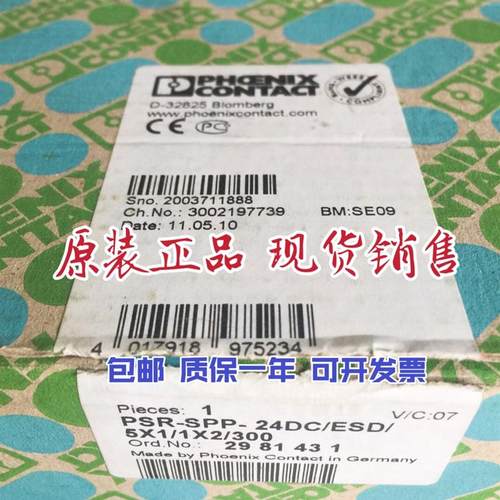 PHŒNIX
CONTACT
D-32825 Blomberg
www.phoenixcontact.com
CE PC
Sno. 2003711888
Ch.No.: 3002197739 BM:SE09
Date: 11.05.10
原装正品 现货销售
4 017918 975234
包邮 质保一年 可开发票
Pieces: 1 V/C:07
PSR-SPP- 24DC/ESD/
5X1/1X2/300
Ord.No.: 29 81 43 1
Made by Phoenix Contact in Germany